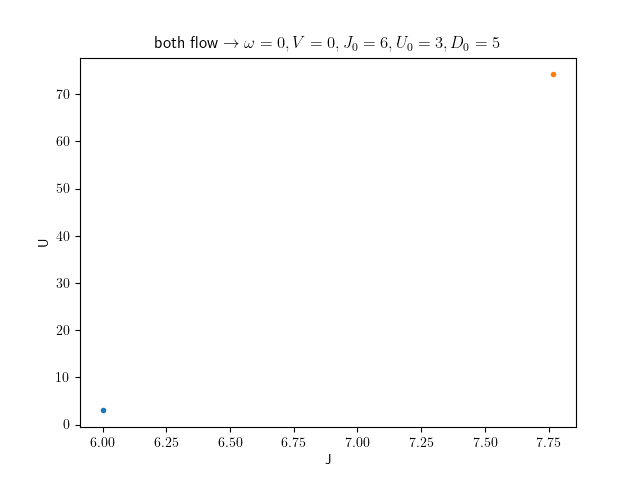 both flow → ω = 0, V = 0, J₀ = 6, U₀ = 3, D₀ = 5
U
70
60
50
40
30
20
10
0
6.00 6.25 6.50 6.75 7.00 7.25 7.50 7.75
J